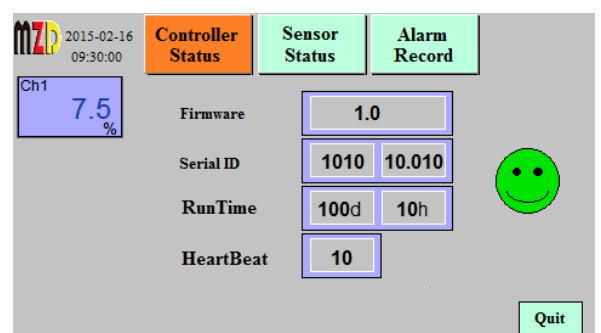 MZD 2015-02-16
09:30:00
Controller
Status
Sensor
Status
Alarm
Record
Ch1
7.5
%
Firmware 1.0
Serial ID 1010 10.010
RunTime 100d 10h
HeartBeat 10
Quit